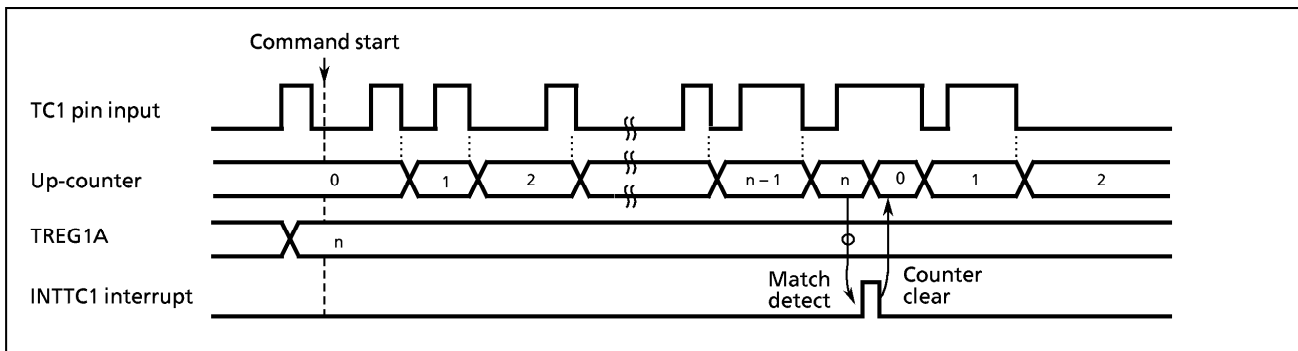 Command start
TC1 pin input
Up-counter 0 1 2 n – 1 n 0 1 2
TREG1A n
Match detect
Counter clear
INTTC1 interrupt